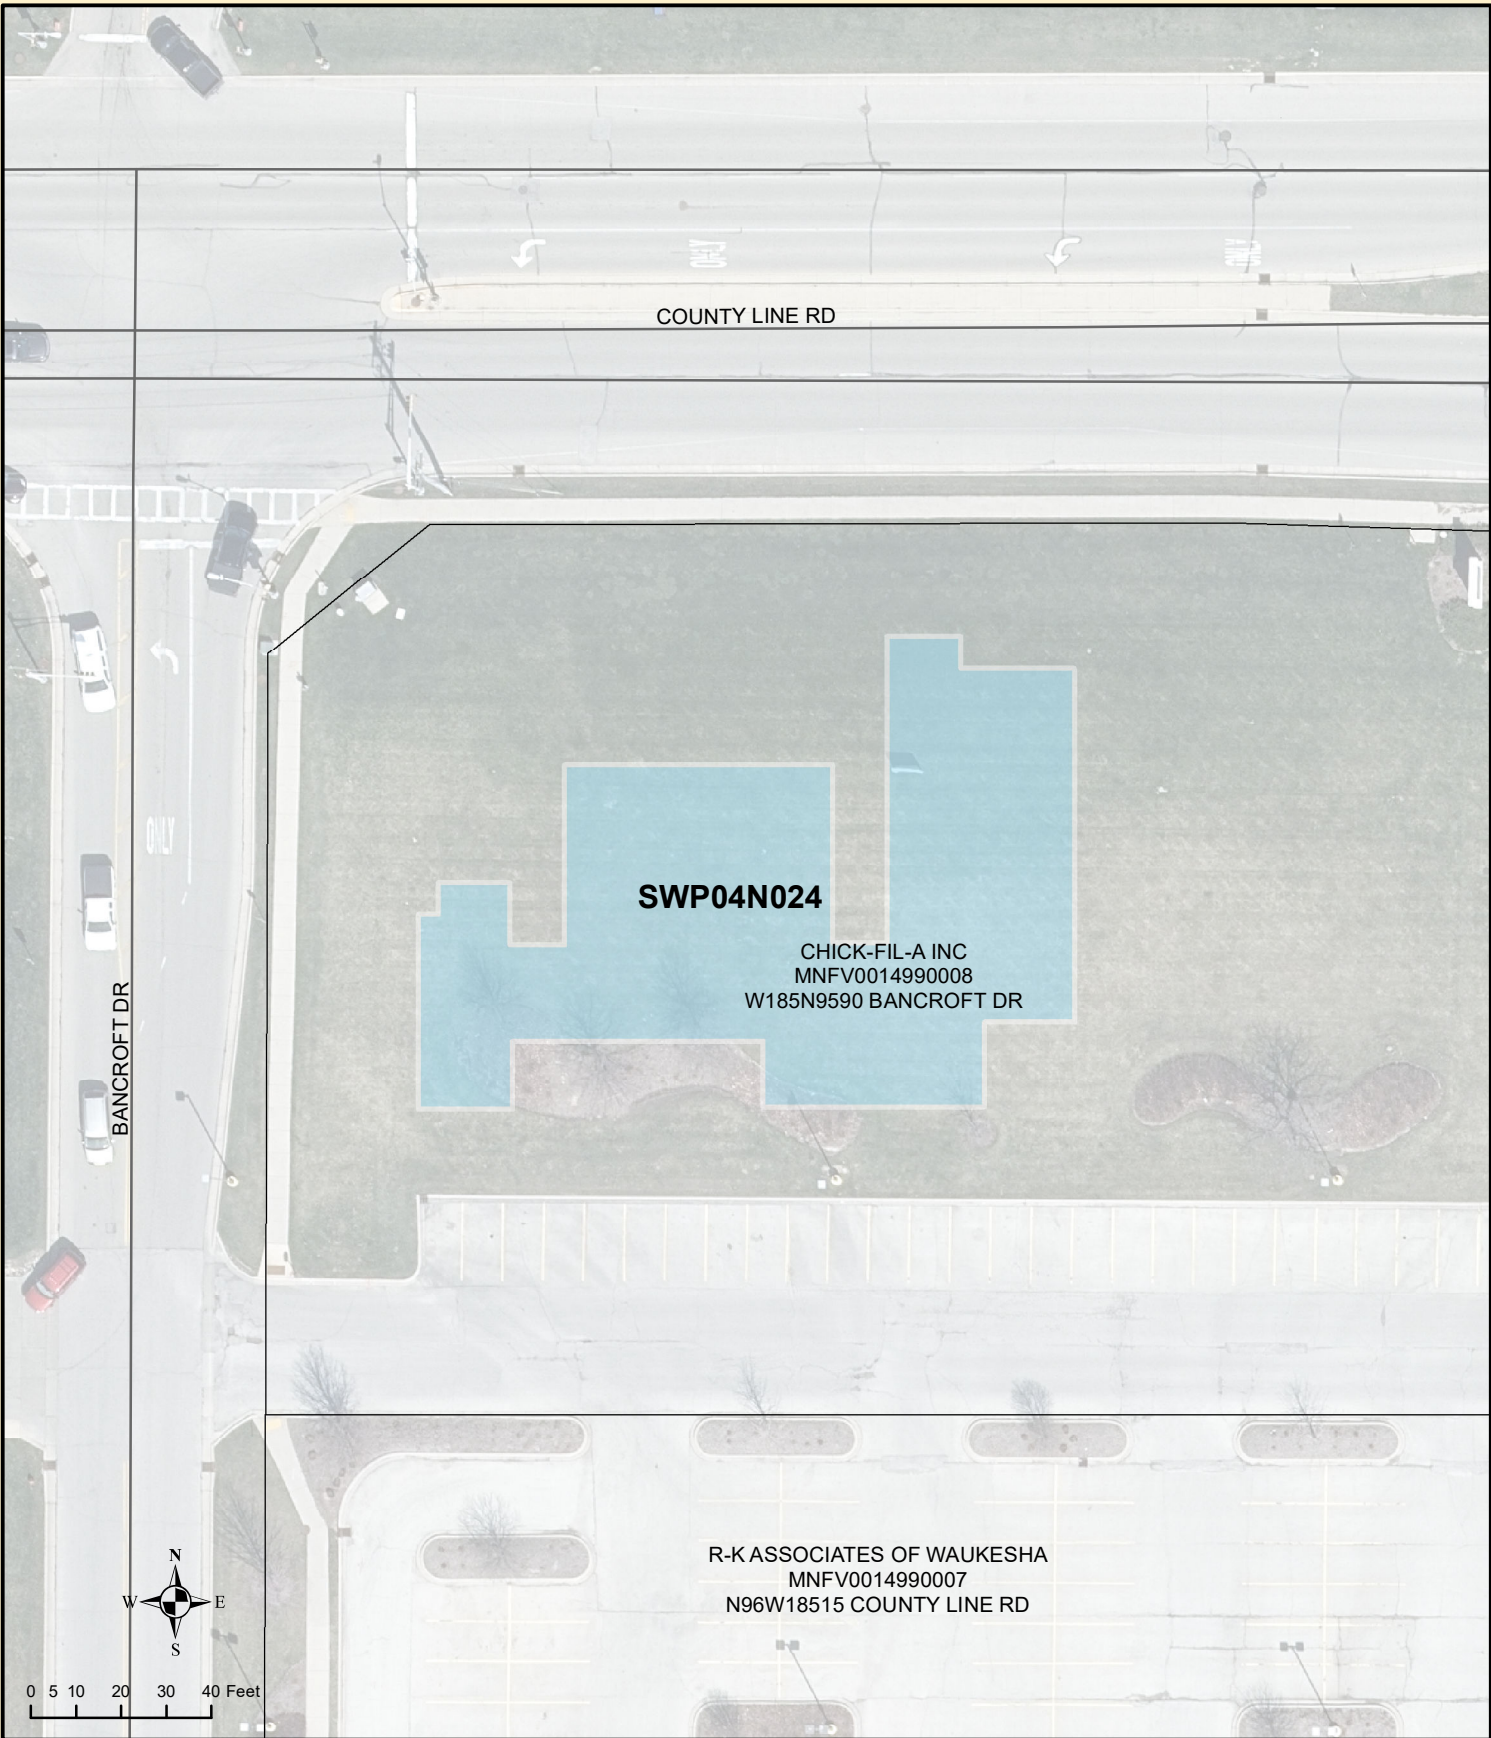 COUNTY LINE RD
ONLY
ONLY
ONLY
SWP04N024
CHICK-FIL-A INC
MNFV0014990008
W185N9590 BANCROFT DR
BANCROFT DR
R-K ASSOCIATES OF WAUKESHA
MNFV0014990007
N96W18515 COUNTY LINE RD
N
W E
S
0 5 10 20 30 40 Feet